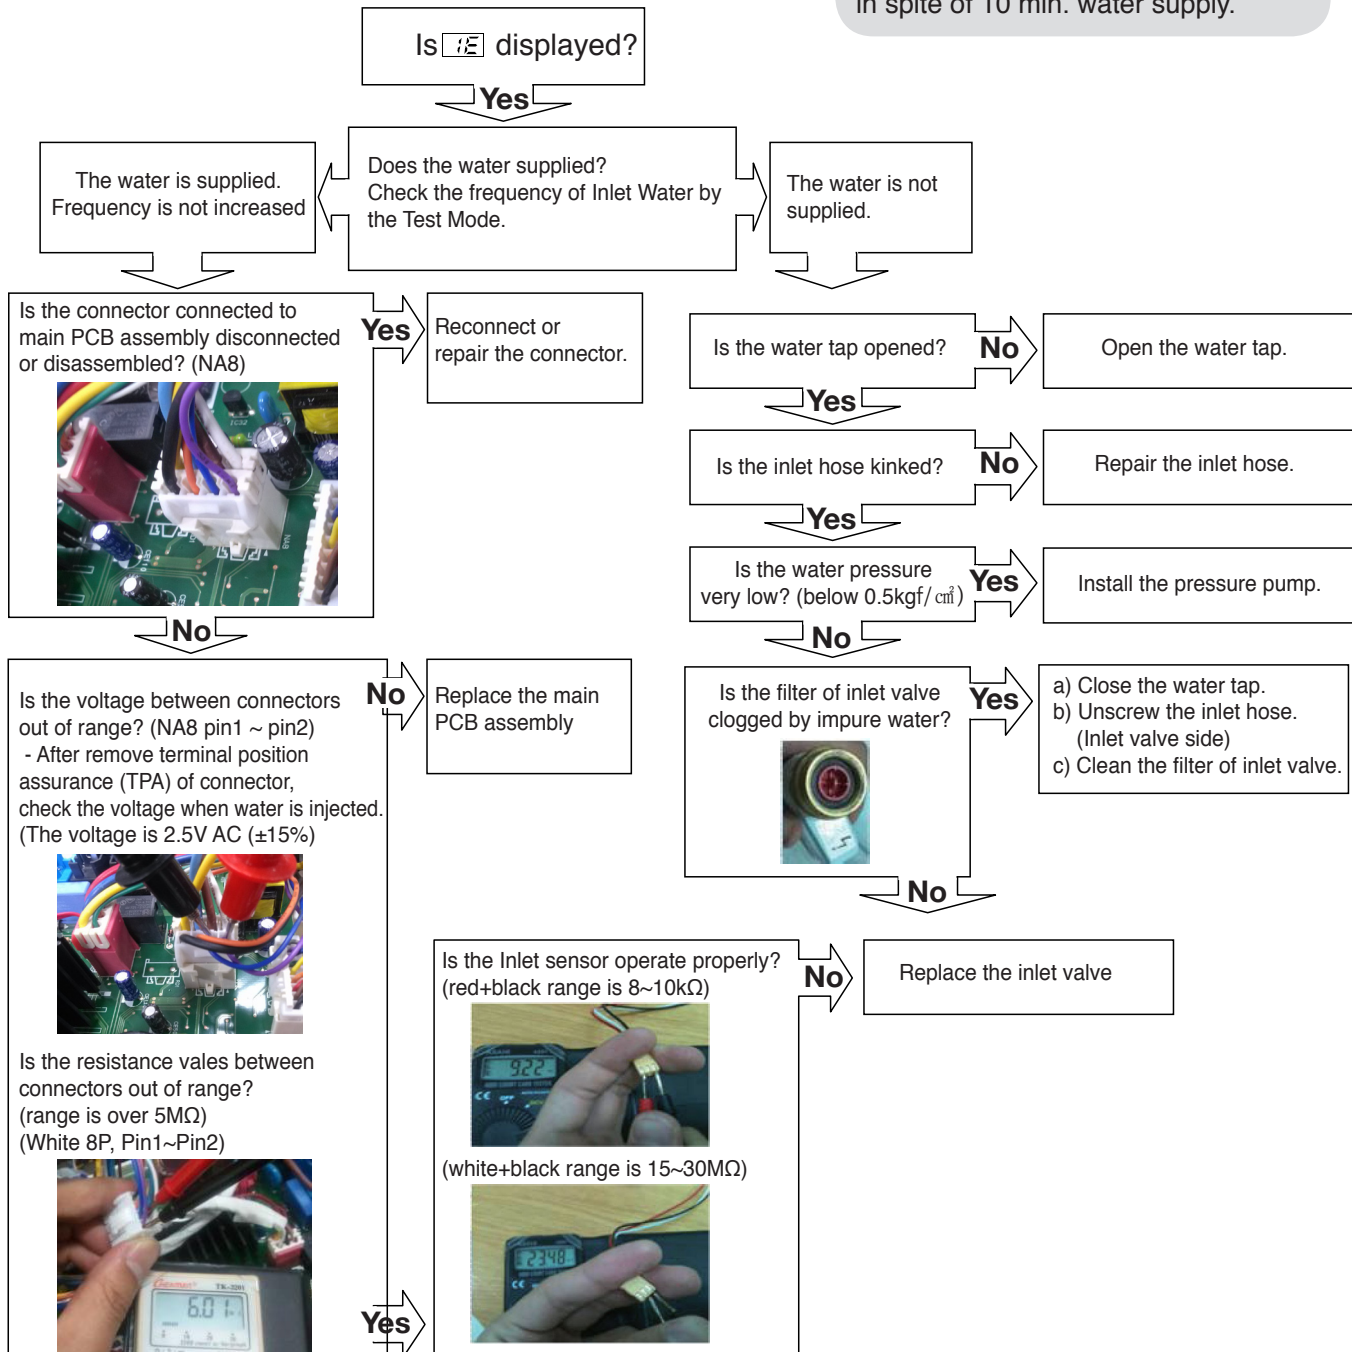 in spite of 10 min. water supply.
Is IE displayed?
Yes
Does the water supplied?
Check the frequency of Inlet Water by
the Test Mode.
The water is supplied.
Frequency is not increased
The water is not
supplied.
Is the connector connected to
main PCB assembly disconnected
or disassembled? (NA8)
Yes
Reconnect or
repair the connector.
No
Is the voltage between connectors
out of range? (NA8 pin1 ~ pin2)
- After remove terminal position
assurance (TPA) of connector,
check the voltage when water is injected.
(The voltage is 2.5V AC (±15%)
No
Replace the main
PCB assembly
Is the resistance vales between
connectors out of range?
(range is over 5MΩ)
(White 8P, Pin1~Pin2)
TK-3201
6.01
Yes
Is the Inlet sensor operate properly?
(red+black range is 8~10kΩ)
9.22
(white+black range is 15~30MΩ)
23.48
No
Replace the inlet valve
Is the water tap opened?
No
Open the water tap.
Yes
Is the inlet hose kinked?
No
Repair the inlet hose.
Yes
Is the water pressure
very low? (below 0.5kgf/㎠)
Yes
Install the pressure pump.
No
Is the filter of inlet valve
clogged by impure water?
Yes
a) Close the water tap.
b) Unscrew the inlet hose.
(Inlet valve side)
c) Clean the filter of inlet valve.
No